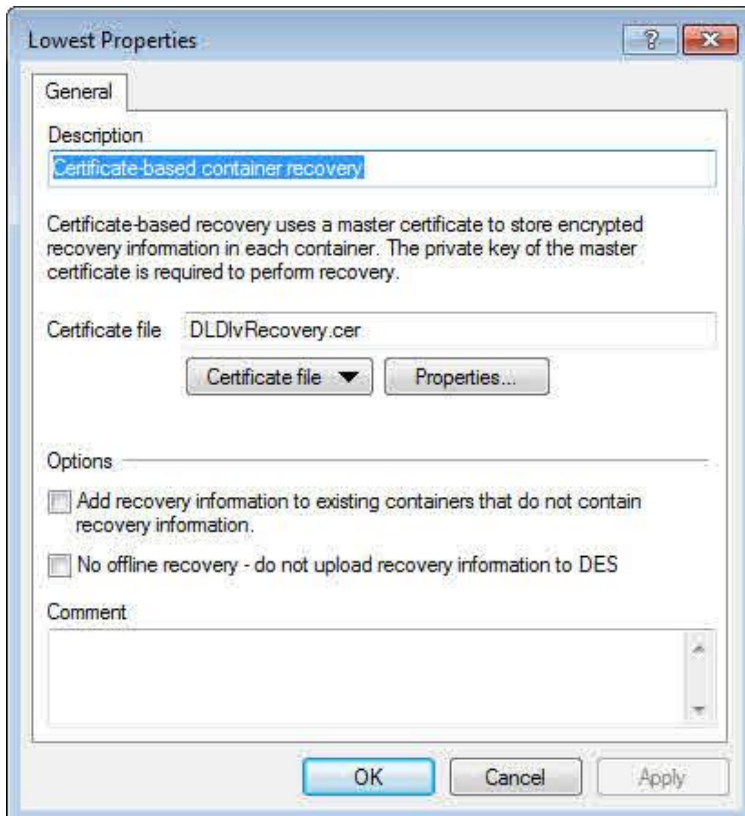 Lowest Properties
General
Description
Certificate-based container recovery
Certificate-based recovery uses a master certificate to store encrypted
recovery information in each container. The private key of the master
certificate is required to perform recovery.
Certificate file DLDlvRecovery.cer
Certificate file Properties...
Options
Add recovery information to existing containers that do not contain
recovery information.
No offline recovery - do not upload recovery information to DES
Comment
OK Cancel Apply